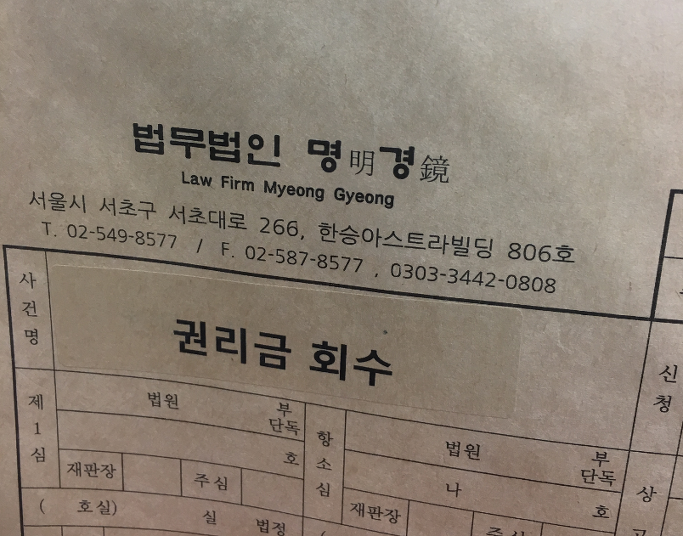 법무법인 명明경鏡
Law Firm Myeong Gyeong
서울시 서초구 서초대로 266, 한승아스트라빌딩 806호
T. 02-549-8577 / F. 02-587-8577 , 0303-3442-0808
사건명
권리금 회수
신청
제1심
법원 부
단독
호
재판장 주심
( 호실) 실 법정
항소심
법원 부
단독
나 호
재판장
상